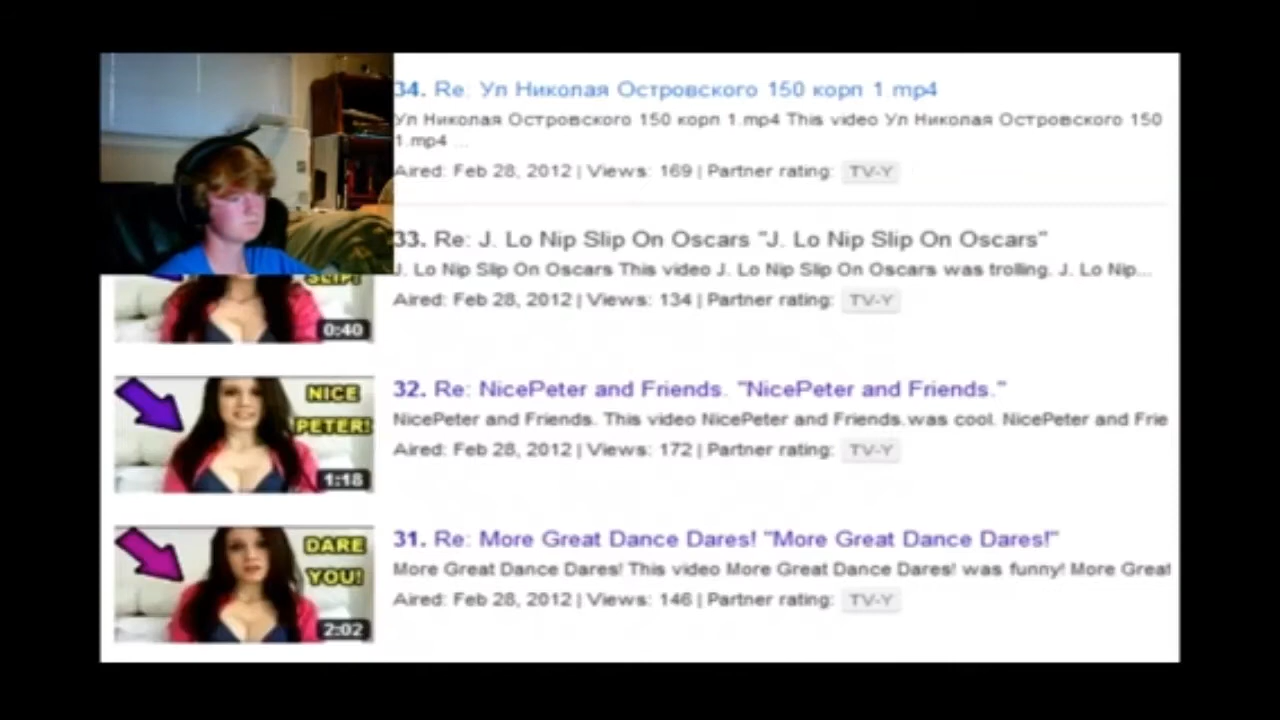 34. Re: Ул Николая Островского 150 корп 1.mp4
Ул Николая Островского 150 корп 1.mp4 This video Ул Николая Островского 150
1.mp4 ...
Aired: Feb 28, 2012 | Views: 169 | Partner rating: TV-Y
33. Re: J. Lo Nip Slip On Oscars "J. Lo Nip Slip On Oscars"
J. Lo Nip Slip On Oscars This video J. Lo Nip Slip On Oscars was trolling. J. Lo Nip...
SLIP!
Aired: Feb 28, 2012 | Views: 134 | Partner rating: TV-Y
0:40
32. Re: NicePeter and Friends. "NicePeter and Friends."
NICE
PETER!
NicePeter and Friends. This video NicePeter and Friends.was cool. NicePeter and Frie
Aired: Feb 28, 2012 | Views: 172 | Partner rating: TV-Y
1:18
31. Re: More Great Dance Dares! "More Great Dance Dares!"
DARE
YOU!
More Great Dance Dares! This video More Great Dance Dares! was funny! More Great
Aired: Feb 28, 2012 | Views: 146 | Partner rating: TV-Y
2:02